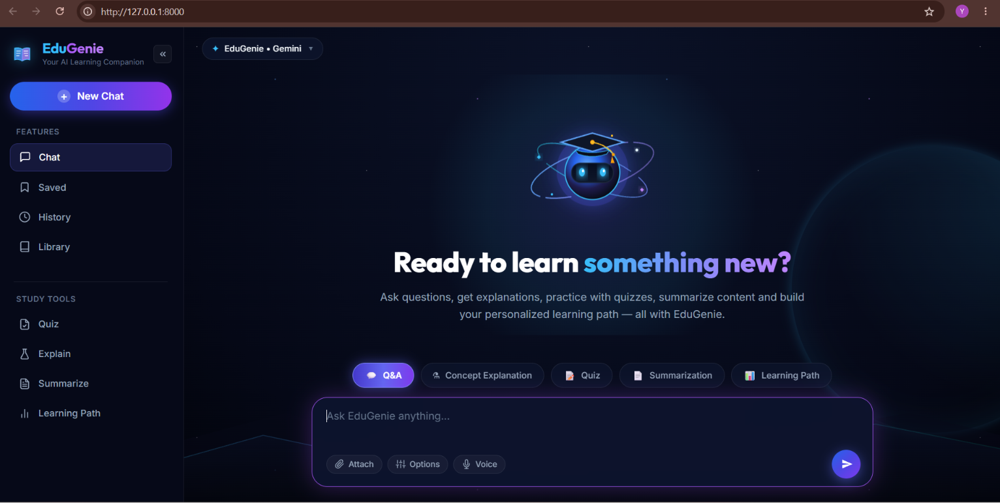 http://127.0.0.1:8000
Y
EduGenie
Your AI Learning Companion
«
+ New Chat
FEATURES
Chat
Saved
History
Library
STUDY TOOLS
Quiz
Explain
Summarize
Learning Path
EduGenie • Gemini
Ready to learn something new?
Ask questions, get explanations, practice with quizzes, summarize content and build
your personalized learning path — all with EduGenie.
Q&A
Concept Explanation
Quiz
Summarization
Learning Path
Ask EduGenie anything...
Attach
Options
Voice